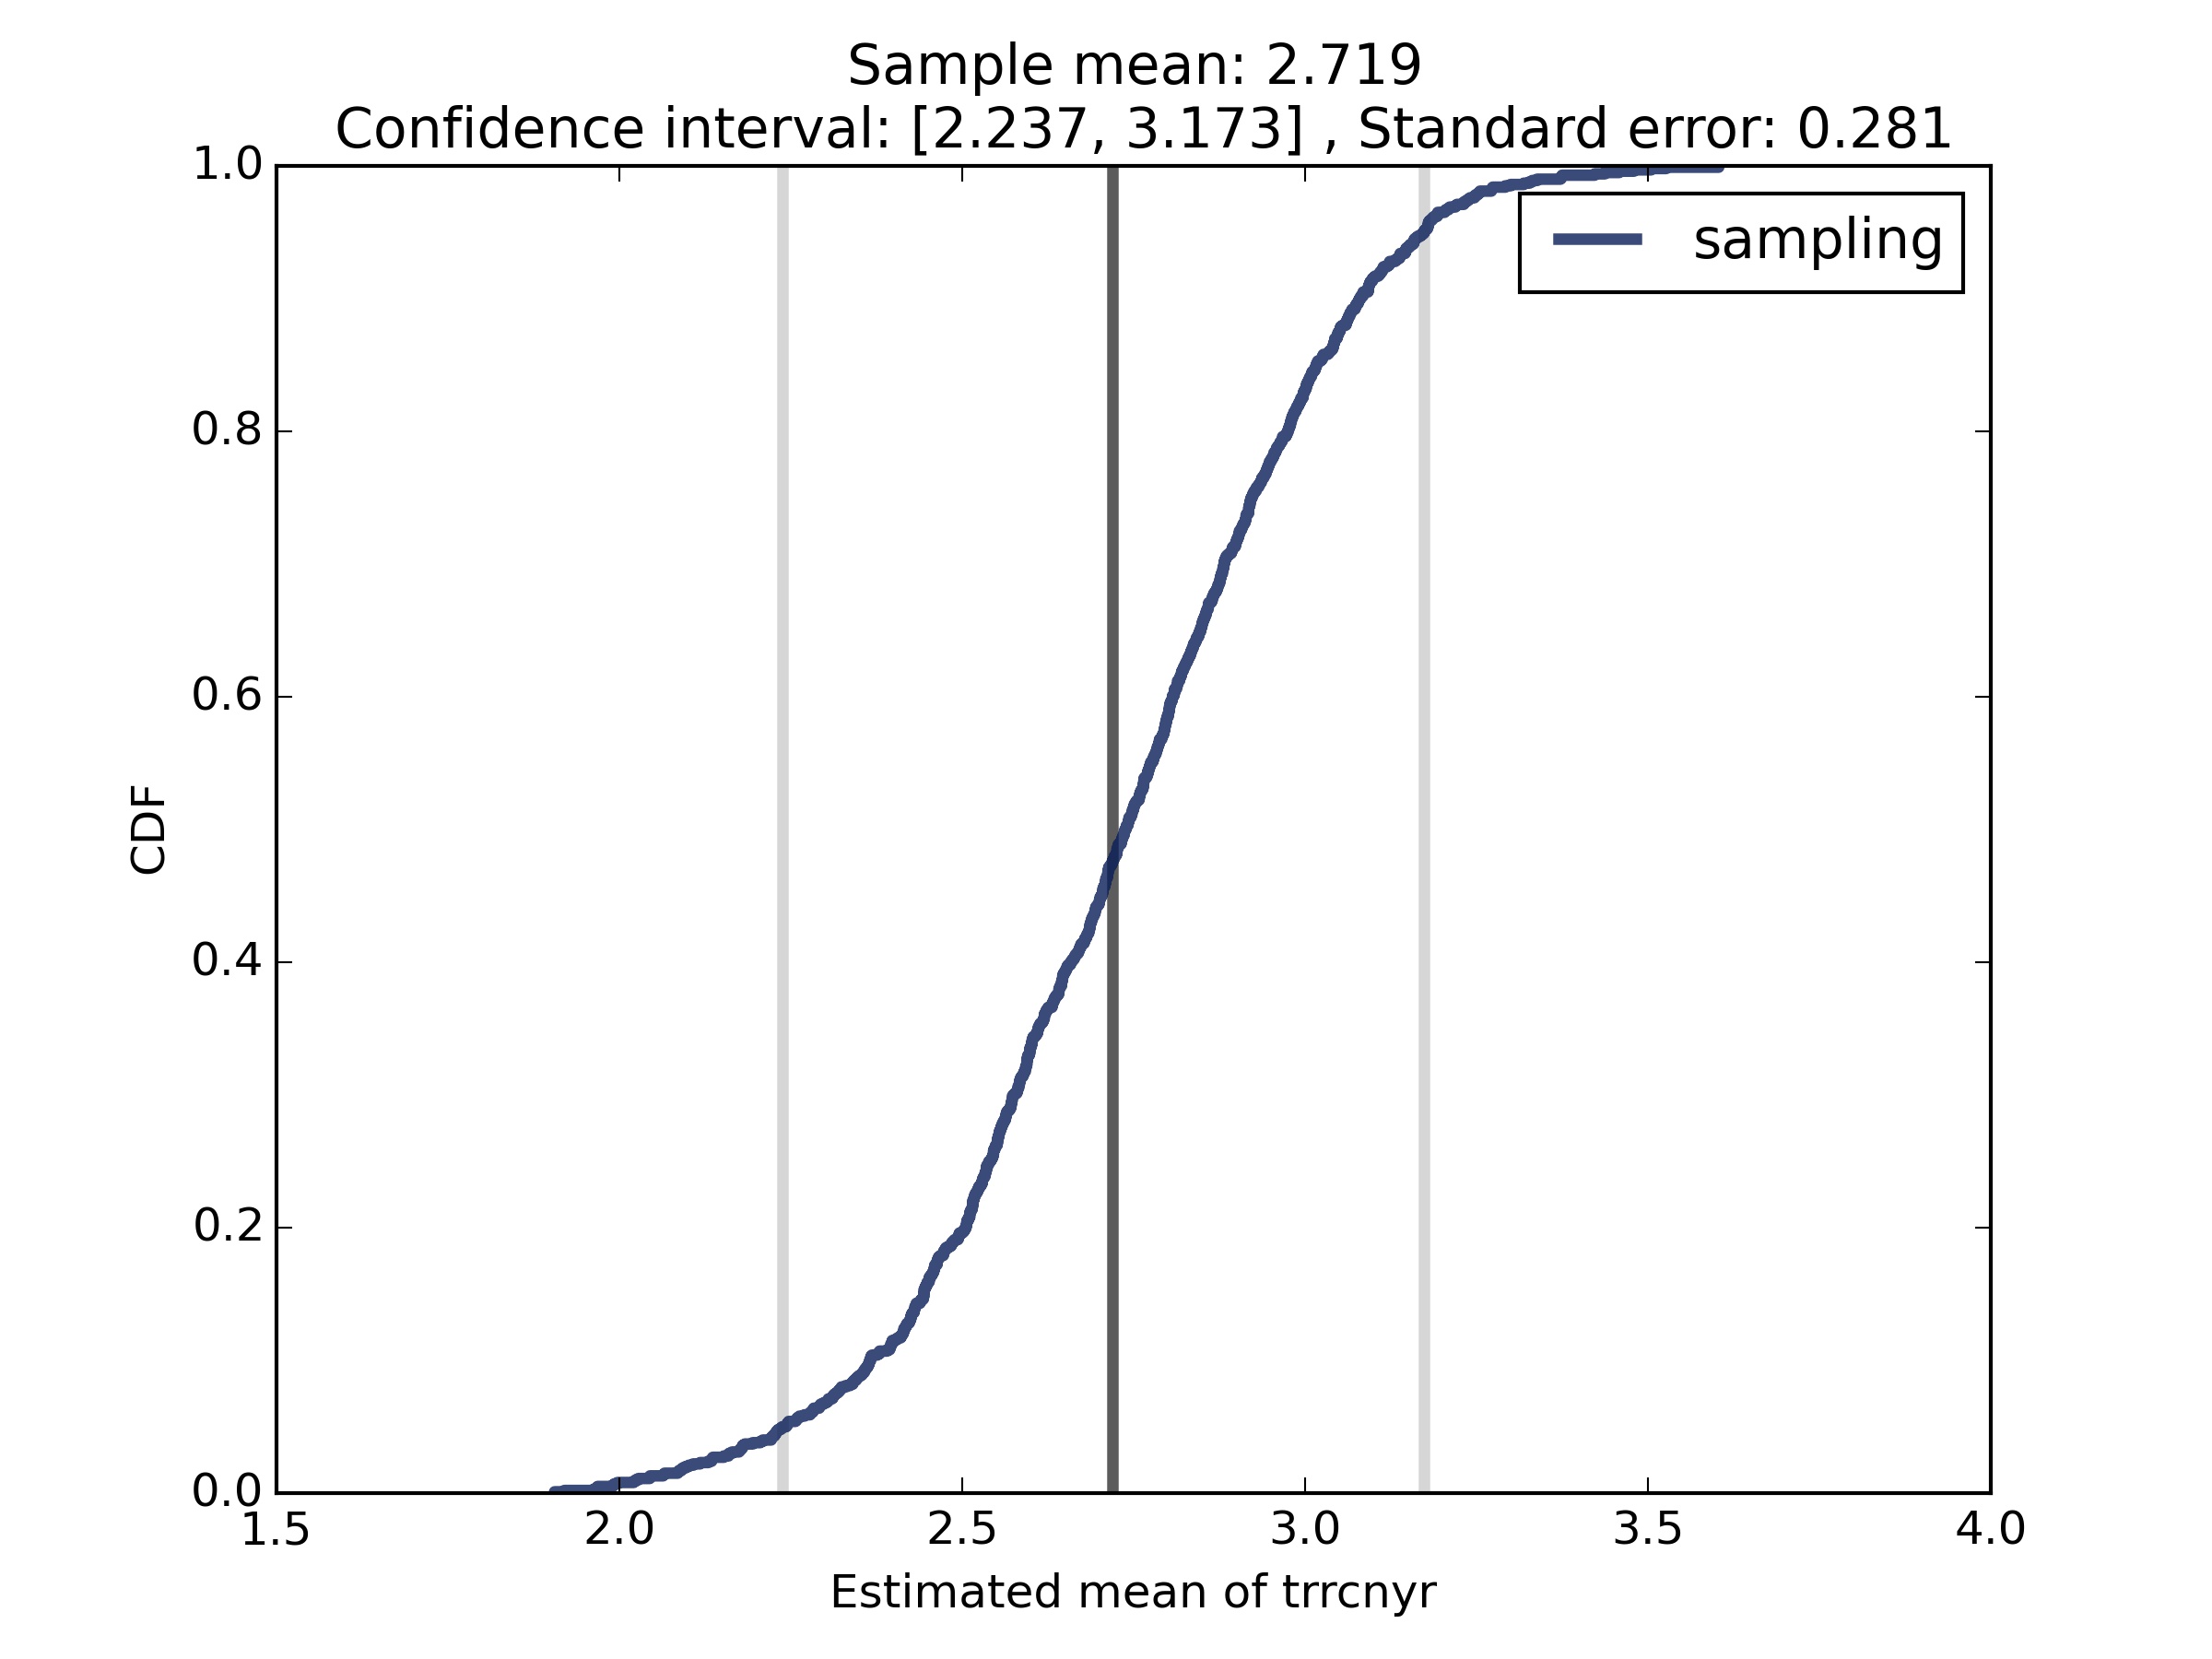 Sample mean: 2.719
Confidence interval: [2.237, 3.173] , Standard error: 0.281
1.0
0.8
0.6
0.4
0.2
0.0
CDF
sampling
1.5 2.0 2.5 3.0 3.5 4.0
Estimated mean of trrcnyr